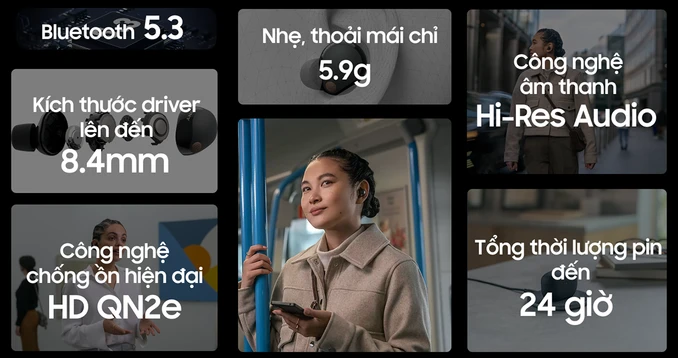 Bluetooth 5.3
Kích thước driver
lên đến
8.4mm
Công nghệ
chống ồn hiện đại
HD QN2e
Nhẹ, thoải mái chỉ
5.9g
Công nghệ
âm thanh
Hi-Res Audio
Tổng thời lượng pin
đến
24 giờ